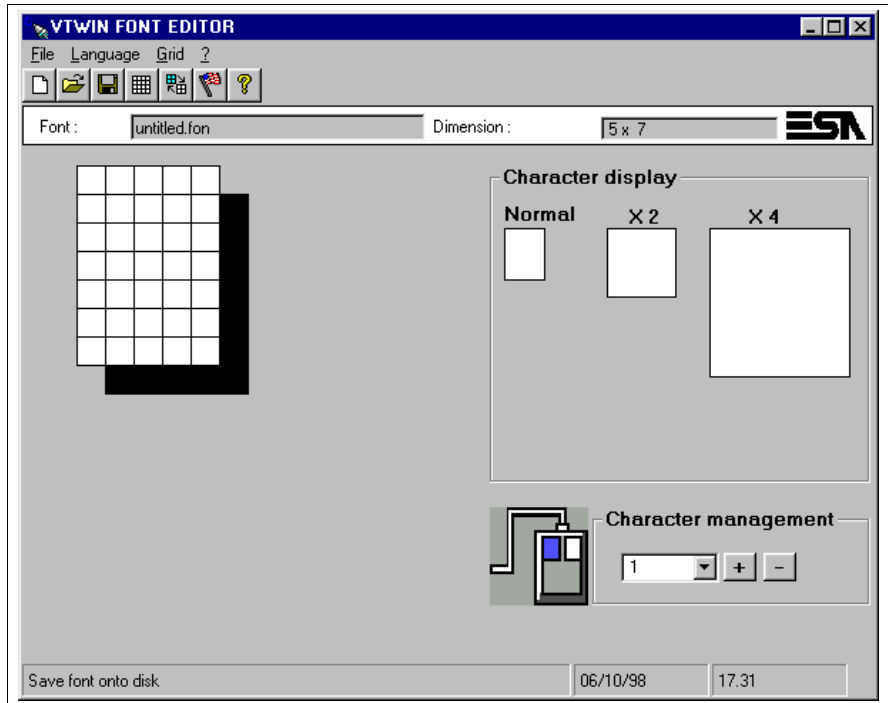 VTWIN FONT EDITOR
File Language Grid ?
Font : untitled.fon Dimension : 5 x 7 ESA
Character display
Normal X 2 X 4
Character management
1 + -
Save font onto disk 06/10/98 17.31